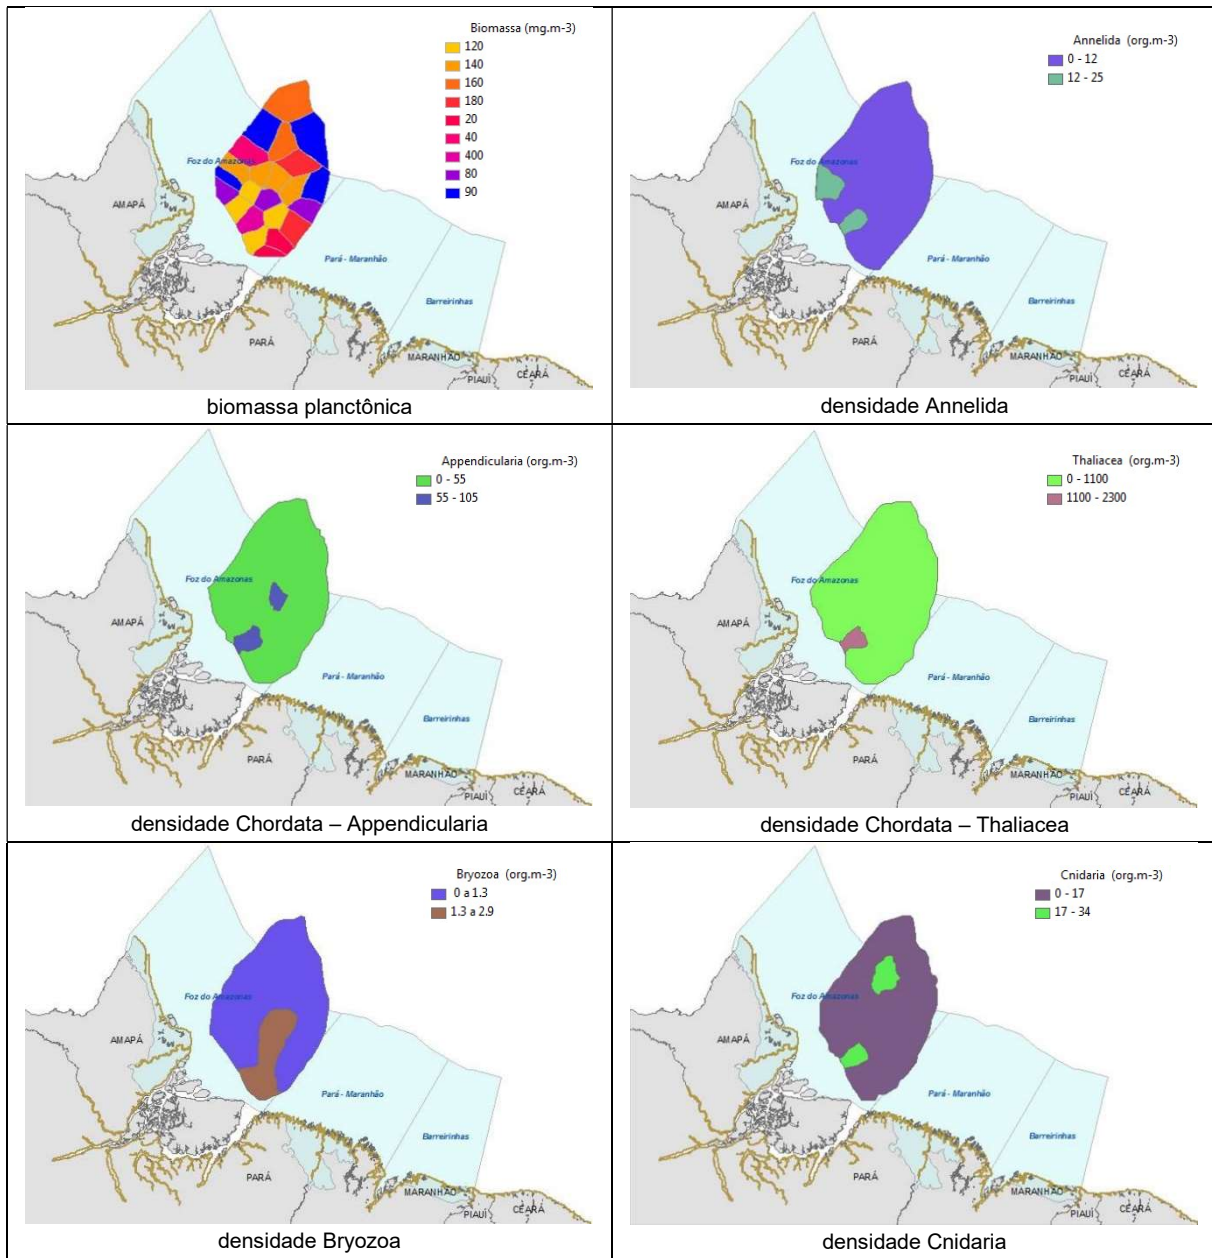 Biomassa (mg.m-3)
120
140
160
180
20
40
400
80
90
Foz do Amazonas
AMAPÁ
Pará - Maranhão
Barreirinhas
PARÁ
MARANHÃO
PIAUÍ
CEARÁ
biomassa planctônica
Annelida (org.m-3)
0 - 12
12 - 25
Foz do Amazonas
AMAPÁ
Pará - Maranhão
Barreirinhas
PARÁ
MARANHÃO
PIAUÍ
CEARÁ
densidade Annelida
Appendicularia (org.m-3)
0 - 55
55 - 105
Foz do Amazonas
AMAPÁ
Pará - Maranhão
Barreirinhas
PARÁ
MARANHÃO
PIAUÍ
CEARÁ
densidade Chordata – Appendicularia
Thaliacea (org.m-3)
0 - 1100
1100 - 2300
Foz do Amazonas
AMAPÁ
Pará - Maranhão
Barreirinhas
PARÁ
MARANHÃO
PIAUÍ
CEARÁ
densidade Chordata – Thaliacea
Bryozoa (org.m-3)
0 a 1.3
1.3 a 2.9
Foz do Amazonas
AMAPÁ
Pará - Maranhão
Barreirinhas
PARÁ
MARANHÃO
PIAUÍ
CEARÁ
densidade Bryozoa
Cnidaria (org.m-3)
0 - 17
17 - 34
Foz do Amazonas
AMAPÁ
Pará - Maranhão
Barreirinhas
PARÁ
MARANHÃO
PIAUÍ
CEARÁ
densidade Cnidaria